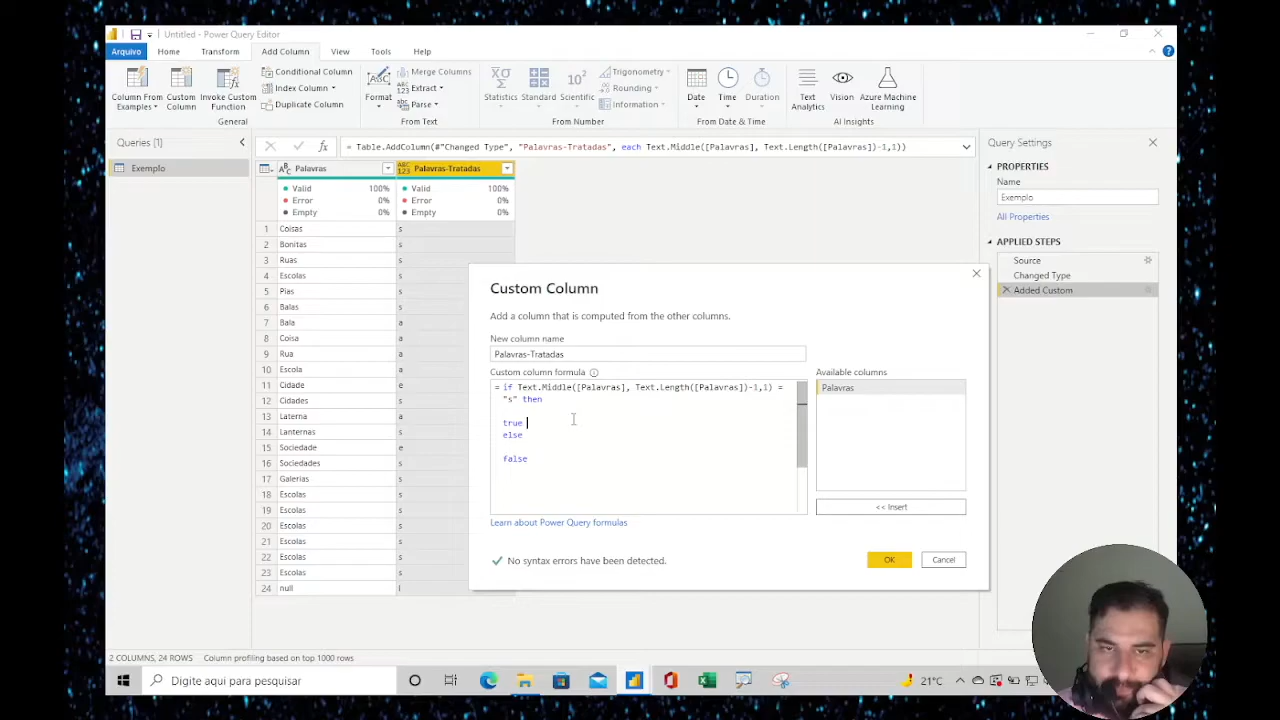 Untitled - Power Query Editor
Arquivo Home Transform Add Column View Tools Help
Column From Examples
Custom Column
Invoke Custom Function
Conditional Column
Index Column
Duplicate Column
General
Format
Merge Columns
Extract
Parse
From Text
Statistics
Standard
10²
Scientific
Trigonometry
Rounding
Information
From Number
Date
Time
Duration
From Date & Time
Text Analytics
Vision
Azure Machine Learning
AI Insights
Queries [1]
Exemplo
= Table.AddColumn(#"Changed Type", "Palavras-Tratadas", each Text.Middle([Palavras], Text.Length([Palavras])-1,1))
Palavras Palavras-Tratadas
Valid 100% Valid 100%
Error 0% Error 0%
Empty 0% Empty 0%
1 Coisas s
2 Bonitas s
3 Ruas s
4 Escolas s
5 Pias s
6 Balas s
7 Bala a
8 Coisa a
9 Rua a
10 Escola a
11 Cidade e
12 Cidades s
13 Laterna a
14 Lanternas s
15 Sociedade e
16 Sociedades s
17 Galerias s
18 Escolas s
19 Escolas s
20 Escolas s
21 Escolas s
22 Escolas s
23 Escolas s
24 null l
Custom Column
Add a column that is computed from the other columns.
New column name
Palavras-Tratadas
Custom column formula
= if Text.Middle([Palavras], Text.Length([Palavras])-1,1) =
"s" then
true
else
false
Available columns
Palavras
<< Insert
Learn about Power Query formulas
No syntax errors have been detected.
OK Cancel
Query Settings
PROPERTIES
Name
Exemplo
All Properties
APPLIED STEPS
Source
Changed Type
Added Custom
2 COLUMNS, 24 ROWS Column profiling based on top 1000 rows
Digite aqui para pesquisar
21°C